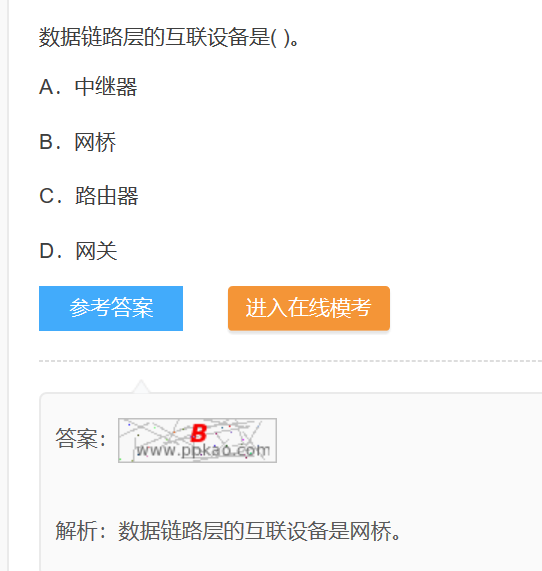 数据链路层的互联设备是( )。
A．中继器
B．网桥
C．路由器
D．网关
参考答案 进入在线模考
答案：B
www.ppkao.com
解析：数据链路层的互联设备是网桥。